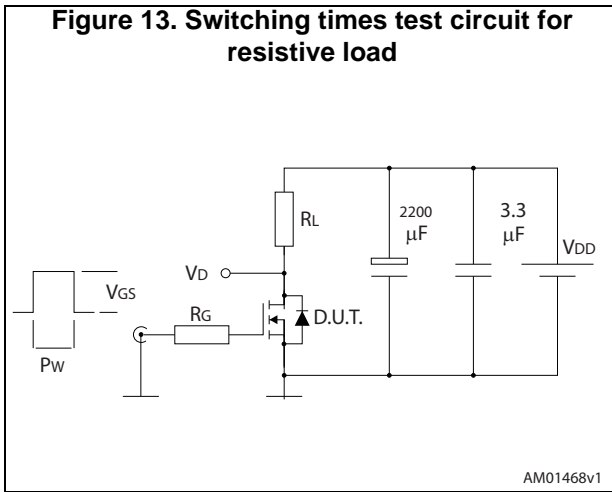 Figure 13. Switching times test circuit for
resistive load
RL
2200
μF
3.3
μF
VDD
VD
VGS
RG
D.U.T.
PW
AM01468v1